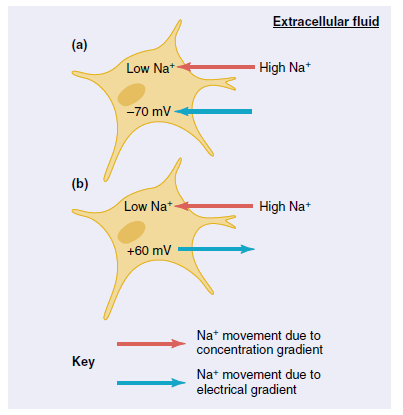 Extracellular fluid
(a)
Low Na⁺
High Na⁺
–70 mV
(b)
Low Na⁺
High Na⁺
+60 mV
Key
Na⁺ movement due to
concentration gradient
Na⁺ movement due to
electrical gradient